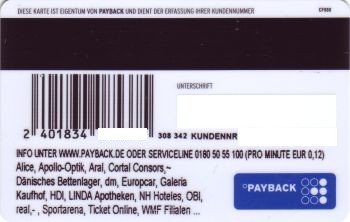 DIESE KARTE IST EIGENTUM VON PAYBACK UND DIENT DER ERFASSUNG IHRER KUNDENNUMMER
CF080
UNTERSCHRIFT
2 401834
308 342 KUNDENNR
INFO UNTER WWW.PAYBACK.DE ODER SERVICELINE 0180 50 55 100 (PRO MINUTE EUR 0,12)
Alice, Apollo-Optik, Aral, Cortal Consors,~
Dänisches Bettenlager, dm, Europcar, Galeria
Kaufhof, HDI, LINDA Apotheken, NH Hoteles, OBI,
real,- , Sportarena, Ticket Online, WMF Filialen ...
PAYBACK